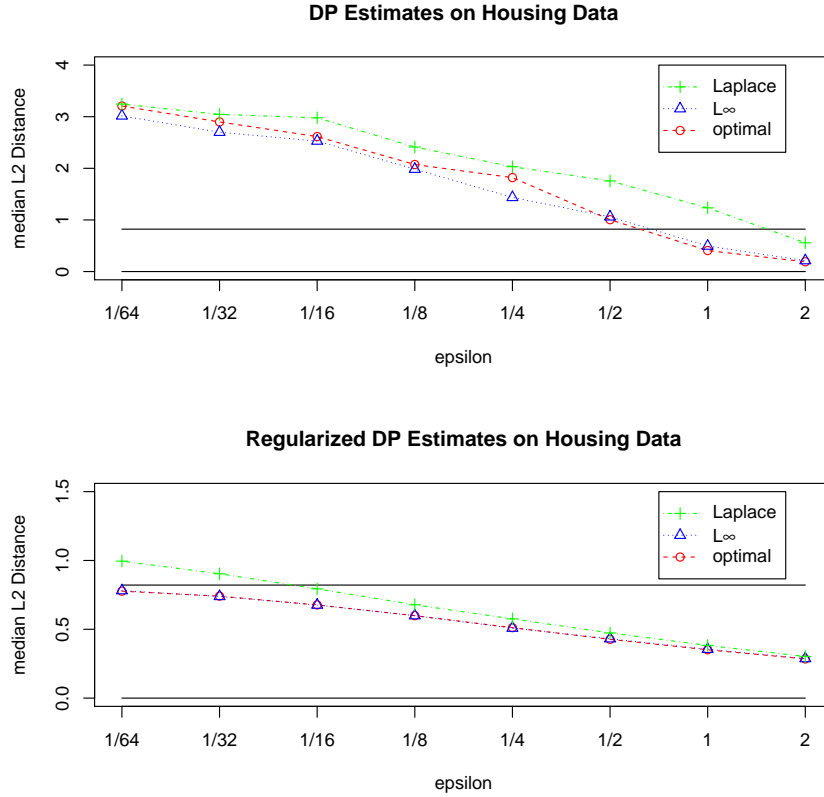 DP Estimates on Housing Data
median L2 Distance
4
3
2
1
0
Laplace
L∞
optimal
1/64 1/32 1/16 1/8 1/4 1/2 1 2
epsilon
Regularized DP Estimates on Housing Data
median L2 Distance
1.5
1.0
0.5
0.0
Laplace
L∞
optimal
1/64 1/32 1/16 1/8 1/4 1/2 1 2
epsilon